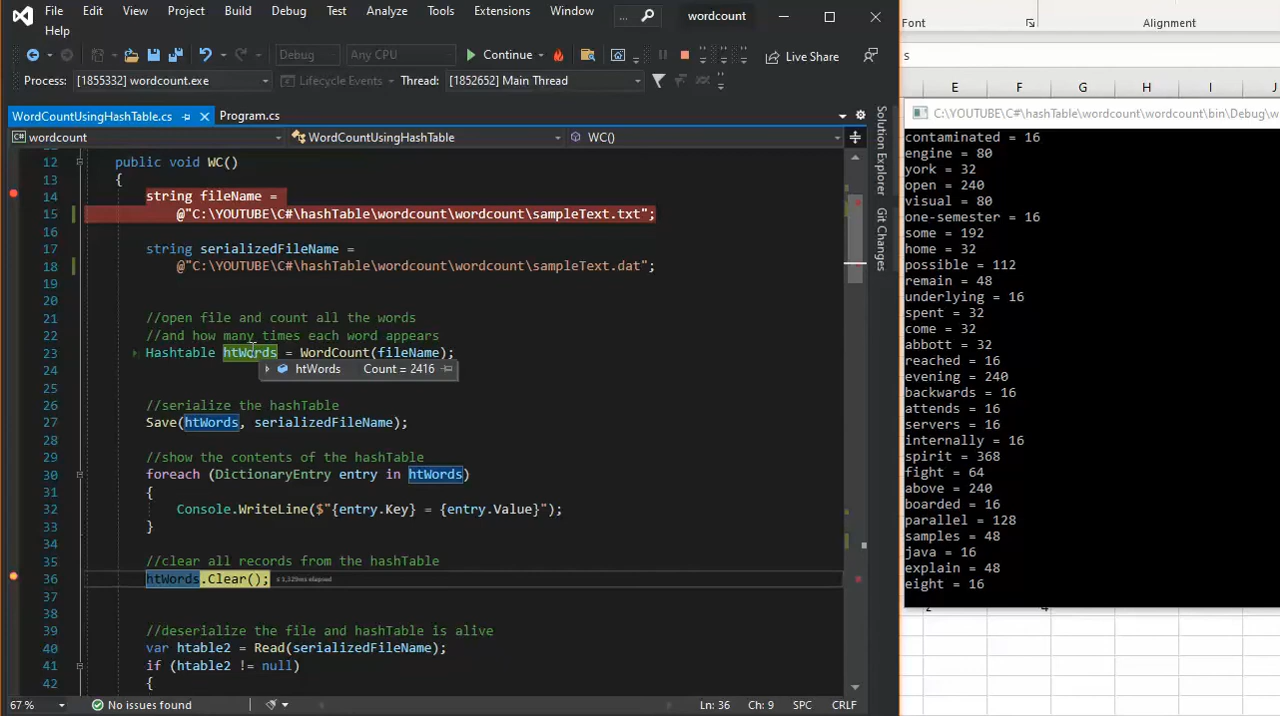 File Edit View Git Project Build Debug Test Analyze Tools Extensions Window ... wordcount
Help
Debug Any CPU Continue Live Share
Process: [1855332] wordcount.exe Lifecycle Events Thread: [1852652] Main Thread
WordCountUsingHashTable.cs Program.cs
wordcount WordCountUsingHashTable WC()
12 public void WC()
13 {
14 string fileName =
15 @"C:\YOUTUBE\C#\hashTable\wordcount\wordcount\sampleText.txt";
16
17 string serializedFileName =
18 @"C:\YOUTUBE\C#\hashTable\wordcount\wordcount\sampleText.dat";
19
20
21 //open file and count all the words
22 //and how many times each word appears
23 Hashtable htWords = WordCount(fileName);
24 htWords Count = 2416
25
26 //serialize the hashTable
27 Save(htWords, serializedFileName);
28
29 //show the contents of the hashTable
30 foreach (DictionaryEntry entry in htWords)
31 {
32 Console.WriteLine($"{entry.Key} = {entry.Value}");
33 }
34
35 //clear all records from the hashTable
36 htWords.Clear(); ≤ 1,329ms elapsed
37
38
39 //deserialize the file and hashTable is alive
40 var htable2 = Read(serializedFileName);
41 if (htable2 != null)
42 {
67 % No issues found Ln: 36 Ch: 9 SPC CRLF
Solution Explorer
Git Changes
Font Alignment
s
E F G H I J
C:\YOUTUBE\C#\hashTable\wordcount\wordcount\bin\Debug\w
contaminated = 16
engine = 80
york = 32
open = 240
visual = 80
one-semester = 16
some = 192
home = 32
possible = 112
remain = 48
underlying = 16
spent = 32
come = 32
abbott = 32
reached = 16
evening = 240
backwards = 16
attends = 16
servers = 16
internally = 16
spirit = 368
fight = 64
above = 240
boarded = 16
parallel = 128
samples = 48
java = 16
explain = 48
eight = 16